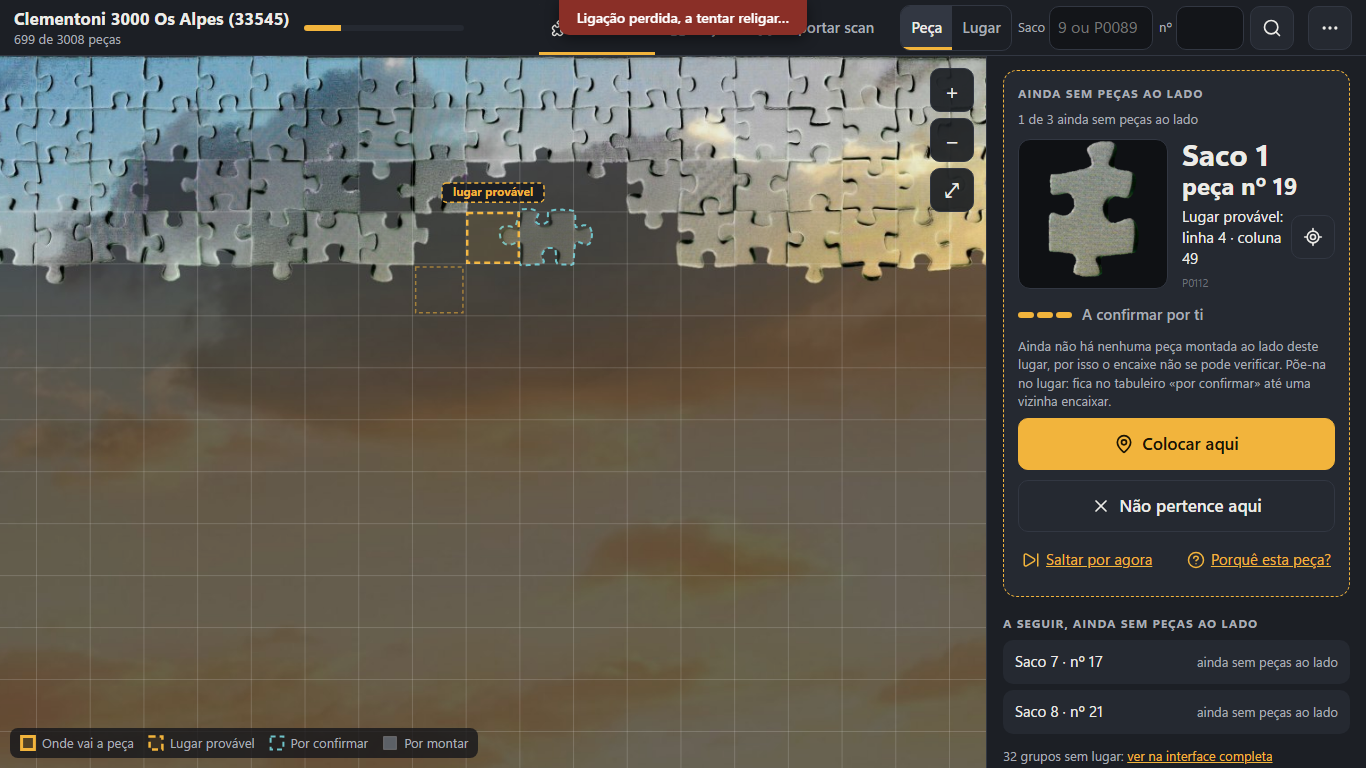 Clementoni 3000 Os Alpes (33545)
699 de 3008 peças
Ligação perdida, a tentar religar...
portar scan
Peça
Lugar
Saco
9 ou P0089
nº
lugar provável
AINDA SEM PEÇAS AO LADO
1 de 3 ainda sem peças ao lado
Saco 1
peça nº 19
Lugar provável:
linha 4 · coluna
49
P0112
A confirmar por ti
Ainda não há nenhuma peça montada ao lado deste
lugar, por isso o encaixe não se pode verificar. Põe-na
no lugar: fica no tabuleiro «por confirmar» até uma
vizinha encaixar.
Colocar aqui
Não pertence aqui
Saltar por agora
Porquê esta peça?
A SEGUIR, AINDA SEM PEÇAS AO LADO
Saco 7 · nº 17
ainda sem peças ao lado
Saco 8 · nº 21
ainda sem peças ao lado
32 grupos sem lugar: ver na interface completa
Onde vai a peça
Lugar provável
Por confirmar
Por montar